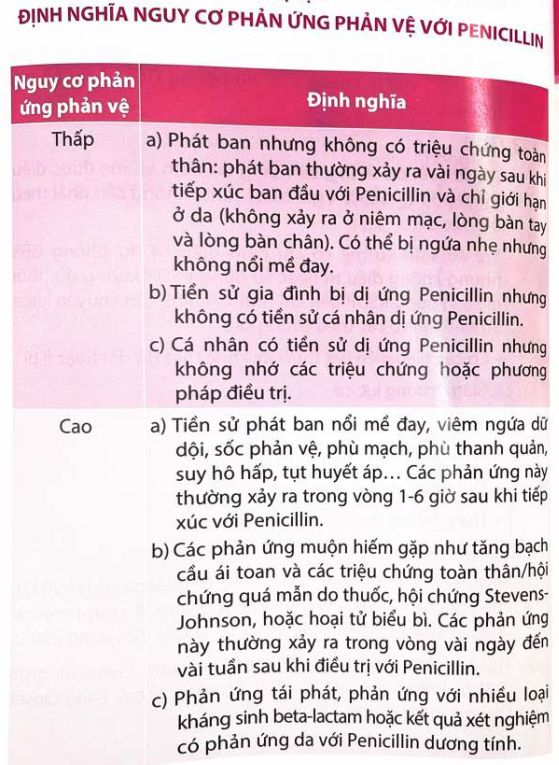 ĐỊNH NGHĨA NGUY CƠ PHẢN ỨNG PHẢN VỆ VỚI PENICILLIN
Nguy cơ phản
ứng phản vệ
Định nghĩa
Thấp
a) Phát ban nhưng không có triệu chứng toàn
thân: phát ban thường xảy ra vài ngày sau khi
tiếp xúc ban đầu với Penicillin và chỉ giới hạn
ở da (không xảy ra ở niêm mạc, lòng bàn tay
và lòng bàn chân). Có thể bị ngứa nhẹ nhưng
không nổi mề đay.
b) Tiền sử gia đình bị dị ứng Penicillin nhưng
không có tiền sử cá nhân dị ứng Penicillin.
c) Cá nhân có tiền sử dị ứng Penicillin nhưng
không nhớ các triệu chứng hoặc phương
pháp điều trị.
Cao
a) Tiền sử phát ban nổi mề đay, viêm ngứa dữ
dội, sốc phản vệ, phù mạch, phù thanh quản,
suy hô hấp, tụt huyết áp... Các phản ứng này
thường xảy ra trong vòng 1-6 giờ sau khi tiếp
xúc với Penicillin.
b) Các phản ứng muộn hiếm gặp như tăng bạch
cầu ái toan và các triệu chứng toàn thân/hội
chứng quá mẫn do thuốc, hội chứng Stevens-
Johnson, hoặc hoại tử biểu bì. Các phản ứng
này thường xảy ra trong vòng vài ngày đến
vài tuần sau khi điều trị với Penicillin.
c) Phản ứng tái phát, phản ứng với nhiều loại
kháng sinh beta-lactam hoặc kết quả xét nghiệm
có phản ứng da với Penicillin dương tính.